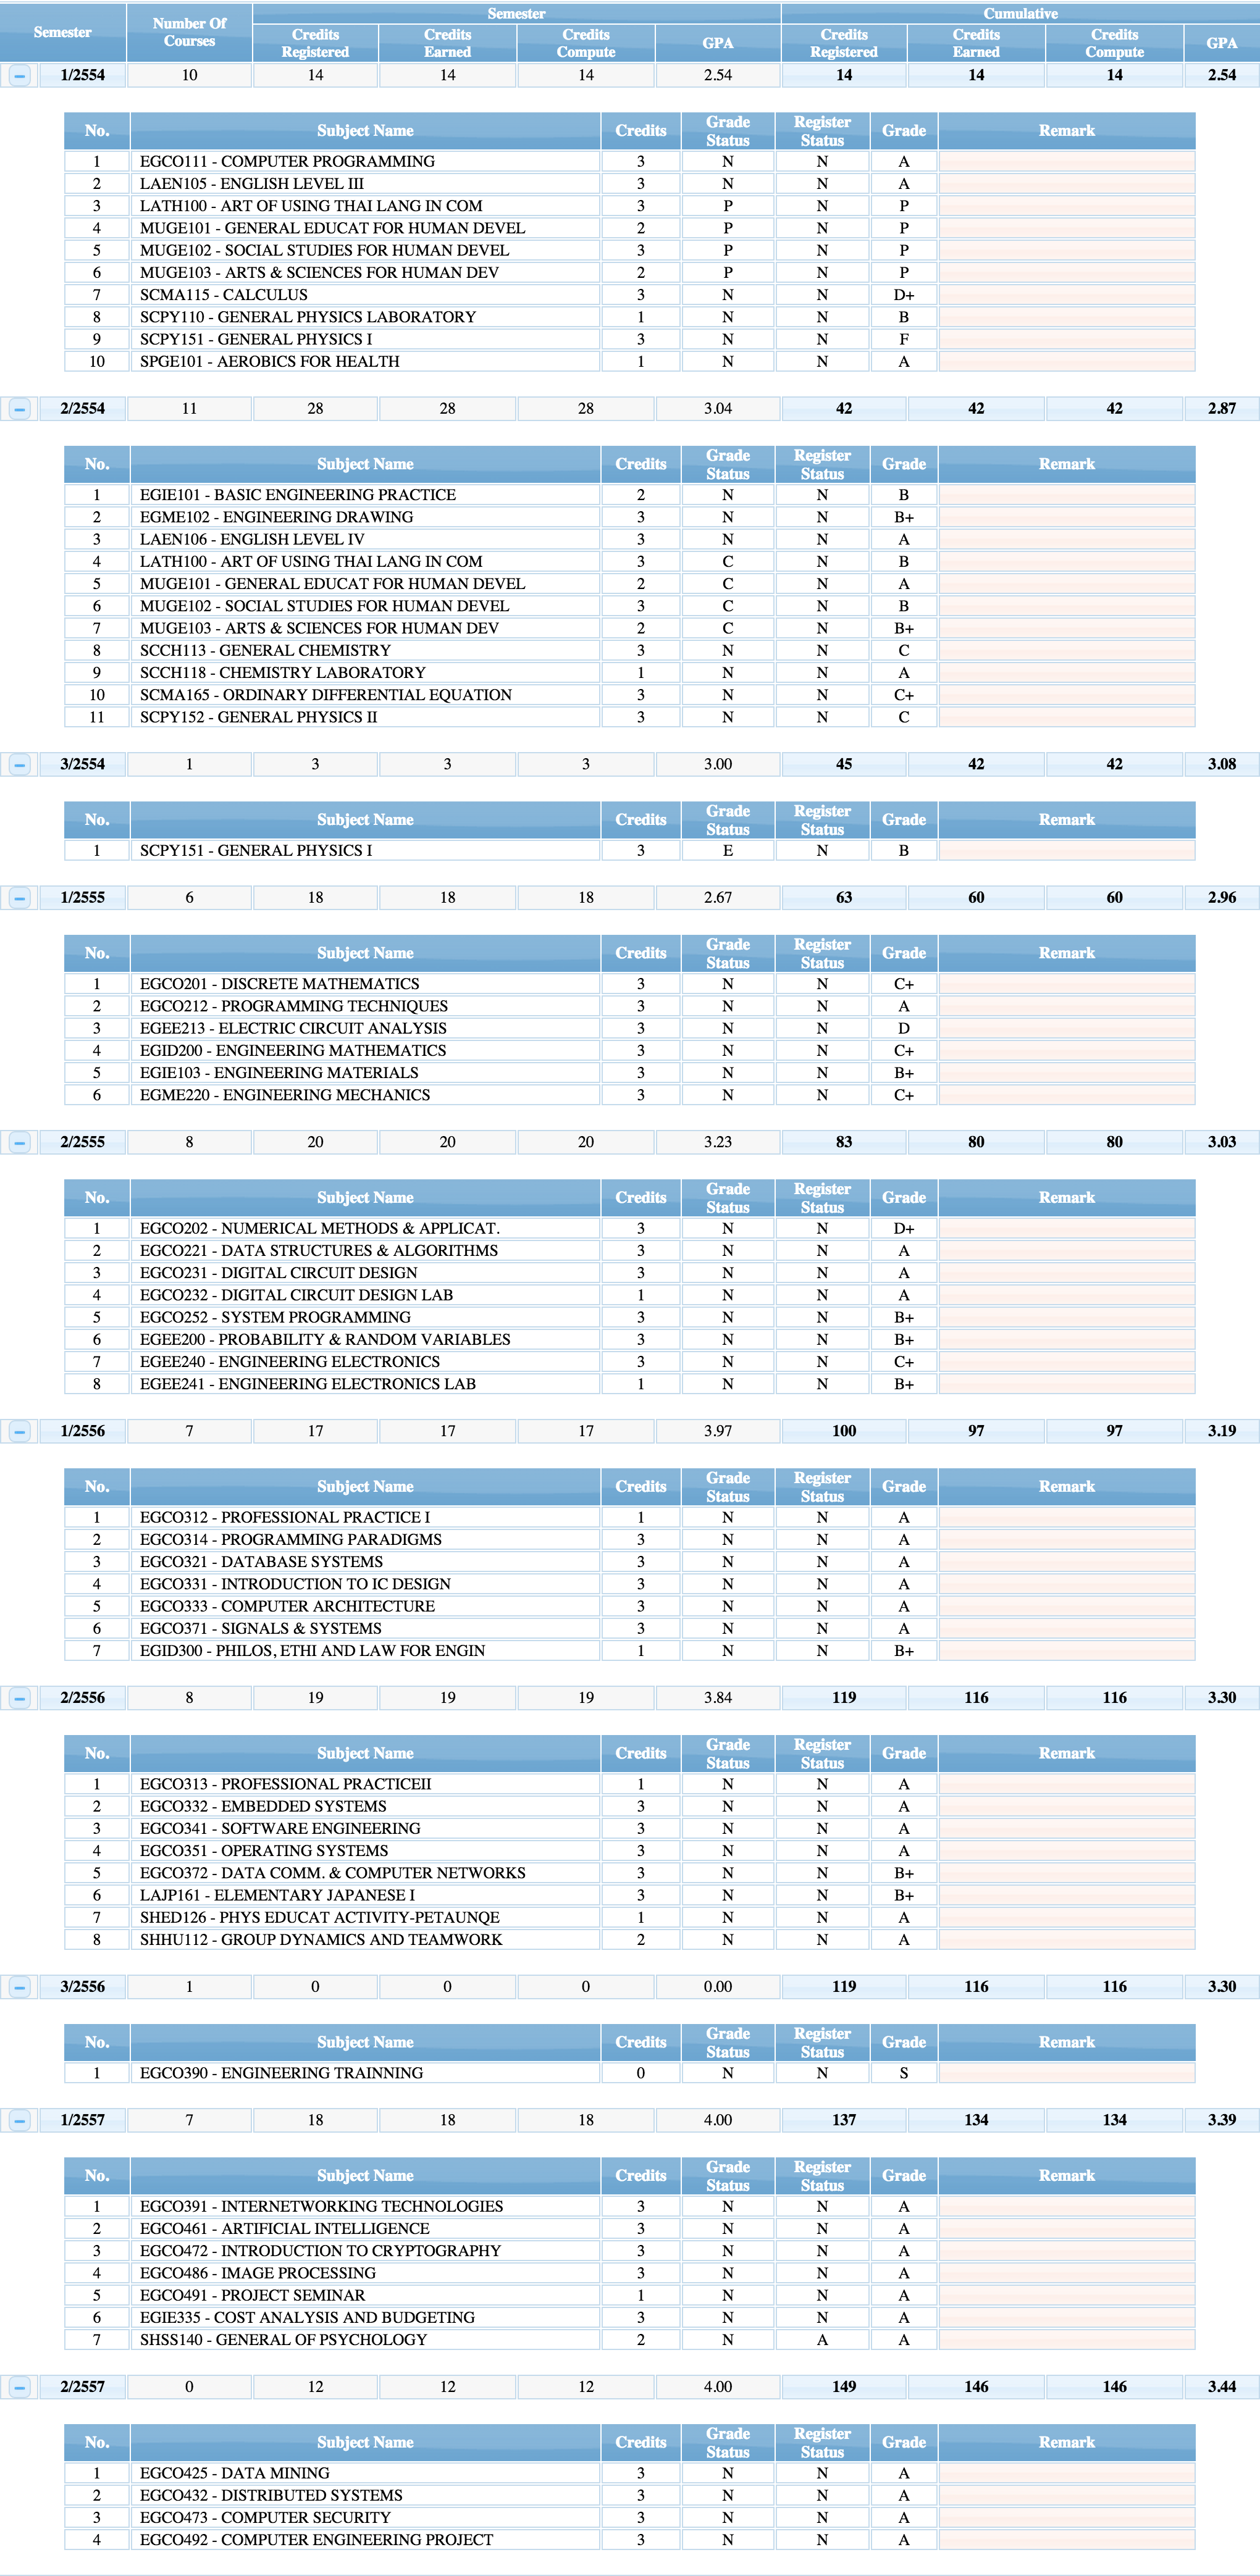 Semester Number Of Courses Semester Cumulative
Credits Registered Credits Earned Credits Compute GPA Credits Registered Credits Earned Credits Compute GPA
1/2554 10 14 14 14 2.54 14 14 14 2.54
No. Subject Name Credits Grade Status Register Status Grade Remark
1 EGCO111 - COMPUTER PROGRAMMING 3 N N A
2 LAEN105 - ENGLISH LEVEL III 3 N N A
3 LATH100 - ART OF USING THAI LANG IN COM 3 P N P
4 MUGE101 - GENERAL EDUCAT FOR HUMAN DEVEL 2 P N P
5 MUGE102 - SOCIAL STUDIES FOR HUMAN DEVEL 3 P N P
6 MUGE103 - ARTS & SCIENCES FOR HUMAN DEV 2 P N P
7 SCMA115 - CALCULUS 3 N N D+
8 SCPY110 - GENERAL PHYSICS LABORATORY 1 N N B
9 SCPY151 - GENERAL PHYSICS I 3 N N F
10 SPGE101 - AEROBICS FOR HEALTH 1 N N A
2/2554 11 28 28 28 3.04 42 42 42 2.87
No. Subject Name Credits Grade Status Register Status Grade Remark
1 EGIE101 - BASIC ENGINEERING PRACTICE 2 N N B
2 EGME102 - ENGINEERING DRAWING 3 N N B+
3 LAEN106 - ENGLISH LEVEL IV 3 N N A
4 LATH100 - ART OF USING THAI LANG IN COM 3 C N B
5 MUGE101 - GENERAL EDUCAT FOR HUMAN DEVEL 2 C N A
6 MUGE102 - SOCIAL STUDIES FOR HUMAN DEVEL 3 C N B
7 MUGE103 - ARTS & SCIENCES FOR HUMAN DEV 2 C N B+
8 SCCH113 - GENERAL CHEMISTRY 3 N N C
9 SCCH118 - CHEMISTRY LABORATORY 1 N N A
10 SCMA165 - ORDINARY DIFFERENTIAL EQUATION 3 N N C+
11 SCPY152 - GENERAL PHYSICS II 3 N N C
3/2554 1 3 3 3 3.00 45 42 42 3.08
No. Subject Name Credits Grade Status Register Status Grade Remark
1 SCPY151 - GENERAL PHYSICS I 3 E N B
1/2555 6 18 18 18 2.67 63 60 60 2.96
No. Subject Name Credits Grade Status Register Status Grade Remark
1 EGCO201 - DISCRETE MATHEMATICS 3 N N C+
2 EGCO212 - PROGRAMMING TECHNIQUES 3 N N A
3 EGEE213 - ELECTRIC CIRCUIT ANALYSIS 3 N N D
4 EGID200 - ENGINEERING MATHEMATICS 3 N N C+
5 EGIE103 - ENGINEERING MATERIALS 3 N N B+
6 EGME220 - ENGINEERING MECHANICS 3 N N C+
2/2555 8 20 20 20 3.23 83 80 80 3.03
No. Subject Name Credits Grade Status Register Status Grade Remark
1 EGCO202 - NUMERICAL METHODS & APPLICAT. 3 N N D+
2 EGCO221 - DATA STRUCTURES & ALGORITHMS 3 N N A
3 EGCO231 - DIGITAL CIRCUIT DESIGN 3 N N A
4 EGCO232 - DIGITAL CIRCUIT DESIGN LAB 1 N N A
5 EGCO252 - SYSTEM PROGRAMMING 3 N N B+
6 EGEE200 - PROBABILITY & RANDOM VARIABLES 3 N N B+
7 EGEE240 - ENGINEERING ELECTRONICS 3 N N C+
8 EGEE241 - ENGINEERING ELECTRONICS LAB 1 N N B+
1/2556 7 17 17 17 3.97 100 97 97 3.19
No. Subject Name Credits Grade Status Register Status Grade Remark
1 EGCO312 - PROFESSIONAL PRACTICE I 1 N N A
2 EGCO314 - PROGRAMMING PARADIGMS 3 N N A
3 EGCO321 - DATABASE SYSTEMS 3 N N A
4 EGCO331 - INTRODUCTION TO IC DESIGN 3 N N A
5 EGCO333 - COMPUTER ARCHITECTURE 3 N N A
6 EGCO371 - SIGNALS & SYSTEMS 3 N N A
7 EGID300 - PHILOS, ETHI AND LAW FOR ENGIN 1 N N B+
2/2556 8 19 19 19 3.84 119 116 116 3.30
No. Subject Name Credits Grade Status Register Status Grade Remark
1 EGCO313 - PROFESSIONAL PRACTICEII 1 N N A
2 EGCO332 - EMBEDDED SYSTEMS 3 N N A
3 EGCO341 - SOFTWARE ENGINEERING 3 N N A
4 EGCO351 - OPERATING SYSTEMS 3 N N A
5 EGCO372 - DATA COMM. & COMPUTER NETWORKS 3 N N B+
6 LAJP161 - ELEMENTARY JAPANESE I 3 N N B+
7 SHED126 - PHYS EDUCAT ACTIVITY-PETAUNQE 1 N N A
8 SHHU112 - GROUP DYNAMICS AND TEAMWORK 2 N N A
3/2556 1 0 0 0 0.00 119 116 116 3.30
No. Subject Name Credits Grade Status Register Status Grade Remark
1 EGCO390 - ENGINEERING TRAINNING 0 N N S
1/2557 7 18 18 18 4.00 137 134 134 3.39
No. Subject Name Credits Grade Status Register Status Grade Remark
1 EGCO391 - INTERNETWORKING TECHNOLOGIES 3 N N A
2 EGCO461 - ARTIFICIAL INTELLIGENCE 3 N N A
3 EGCO472 - INTRODUCTION TO CRYPTOGRAPHY 3 N N A
4 EGCO486 - IMAGE PROCESSING 3 N N A
5 EGCO491 - PROJECT SEMINAR 1 N N A
6 EGIE335 - COST ANALYSIS AND BUDGETING 3 N N A
7 SHSS140 - GENERAL OF PSYCHOLOGY 2 N A A
2/2557 0 12 12 12 4.00 149 146 146 3.44
No. Subject Name Credits Grade Status Register Status Grade Remark
1 EGCO425 - DATA MINING 3 N N A
2 EGCO432 - DISTRIBUTED SYSTEMS 3 N N A
3 EGCO473 - COMPUTER SECURITY 3 N N A
4 EGCO492 - COMPUTER ENGINEERING PROJECT 3 N N A